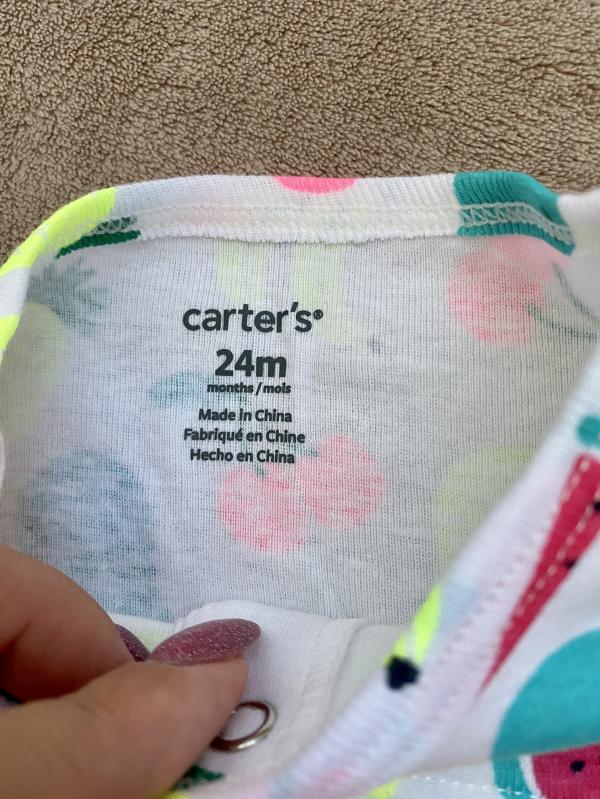 carter's®
24m
months / mois
Made in China
Fabriqué en Chine
Hecho en China